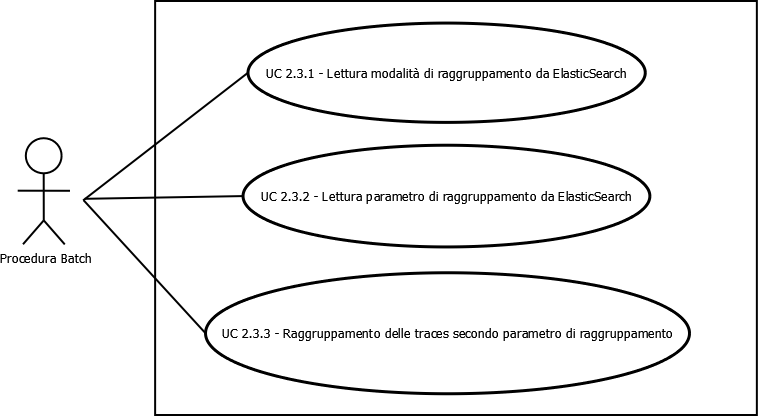 UC 2.3.1 - Lettura modalità di raggruppamento da ElasticSearch
UC 2.3.2 - Lettura parametro di raggruppamento da ElasticSearch
Procedura Batch
UC 2.3.3 - Raggruppamento delle traces secondo parametro di raggruppamento